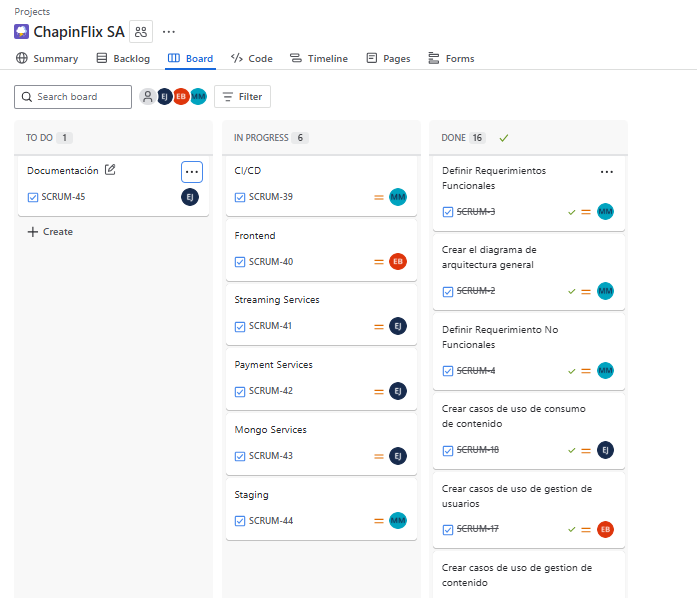 Projects
ChapinFlix SA
Summary Backlog Board Code Timeline Pages Forms
Search board EJ EB MM Filter
TO DO 1
Documentación
SCRUM-45 EJ
Create
IN PROGRESS 6
CI/CD
SCRUM-39 MM
Frontend
SCRUM-40 EB
Streaming Services
SCRUM-41 EJ
Payment Services
SCRUM-42 EJ
Mongo Services
SCRUM-43 EJ
Staging
SCRUM-44 MM
DONE 16
Definir Requerimientos
Funcionales
SCRUM-3 MM
Crear el diagrama de
arquitectura general
SCRUM-2 MM
Definir Requerimiento No
Funcionales
SCRUM-4 MM
Crear casos de uso de consumo
de contenido
SCRUM-18 EJ
Crear casos de uso de gestion de
usuarios
SCRUM-17 EB
Crear casos de uso de gestion de
contenido